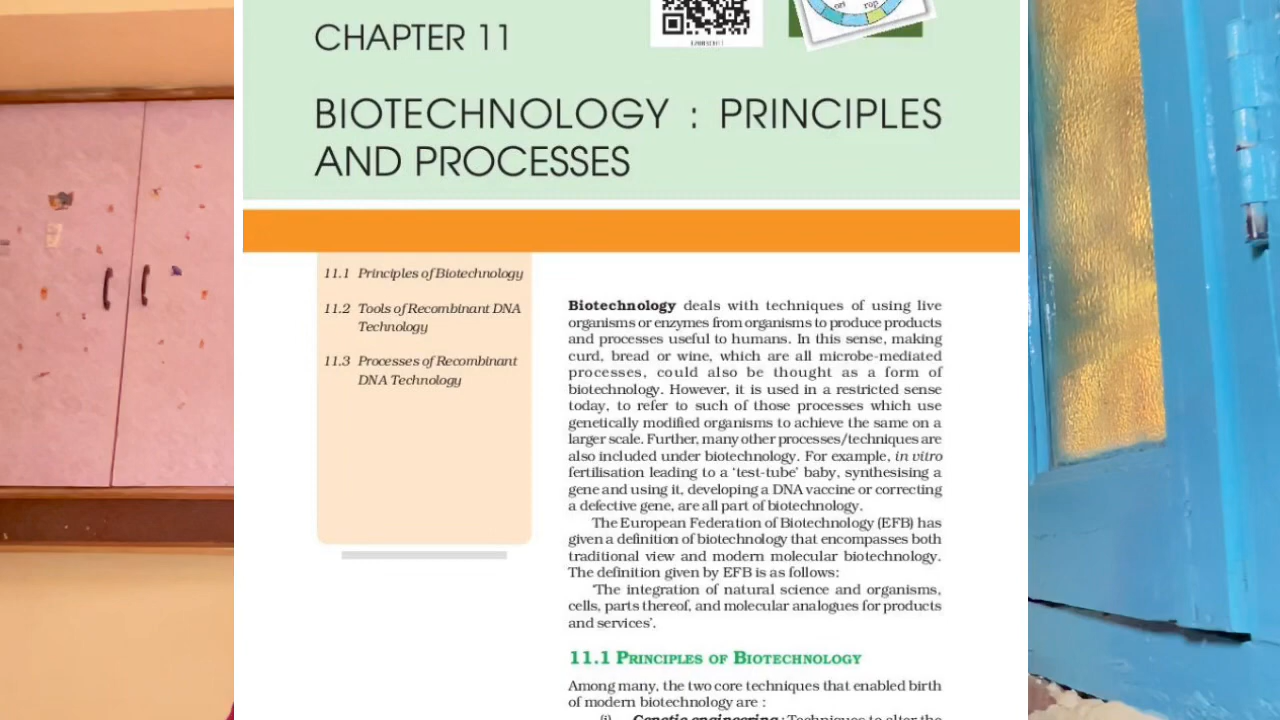 ori rop
CHAPTER 11
BIOTECHNOLOGY : PRINCIPLES
AND PROCESSES
11.1 Principles of Biotechnology
11.2 Tools of Recombinant DNA
Technology
11.3 Processes of Recombinant
DNA Technology
Biotechnology deals with techniques of using live
organisms or enzymes from organisms to produce products
and processes useful to humans. In this sense, making
curd, bread or wine, which are all microbe-mediated
processes, could also be thought as a form of
biotechnology. However, it is used in a restricted sense
today, to refer to such of those processes which use
genetically modified organisms to achieve the same on a
larger scale. Further, many other processes/techniques are
also included under biotechnology. For example, in vitro
fertilisation leading to a ‘test-tube’ baby, synthesising a
gene and using it, developing a DNA vaccine or correcting
a defective gene, are all part of biotechnology.
The European Federation of Biotechnology (EFB) has
given a definition of biotechnology that encompasses both
traditional view and modern molecular biotechnology.
The definition given by EFB is as follows:
‘The integration of natural science and organisms,
cells, parts thereof, and molecular analogues for products
and services’.
11.1 PRINCIPLES OF BIOTECHNOLOGY
Among many, the two core techniques that enabled birth
of modern biotechnology are :
(i) Genetic engineering : Techniques to alter the